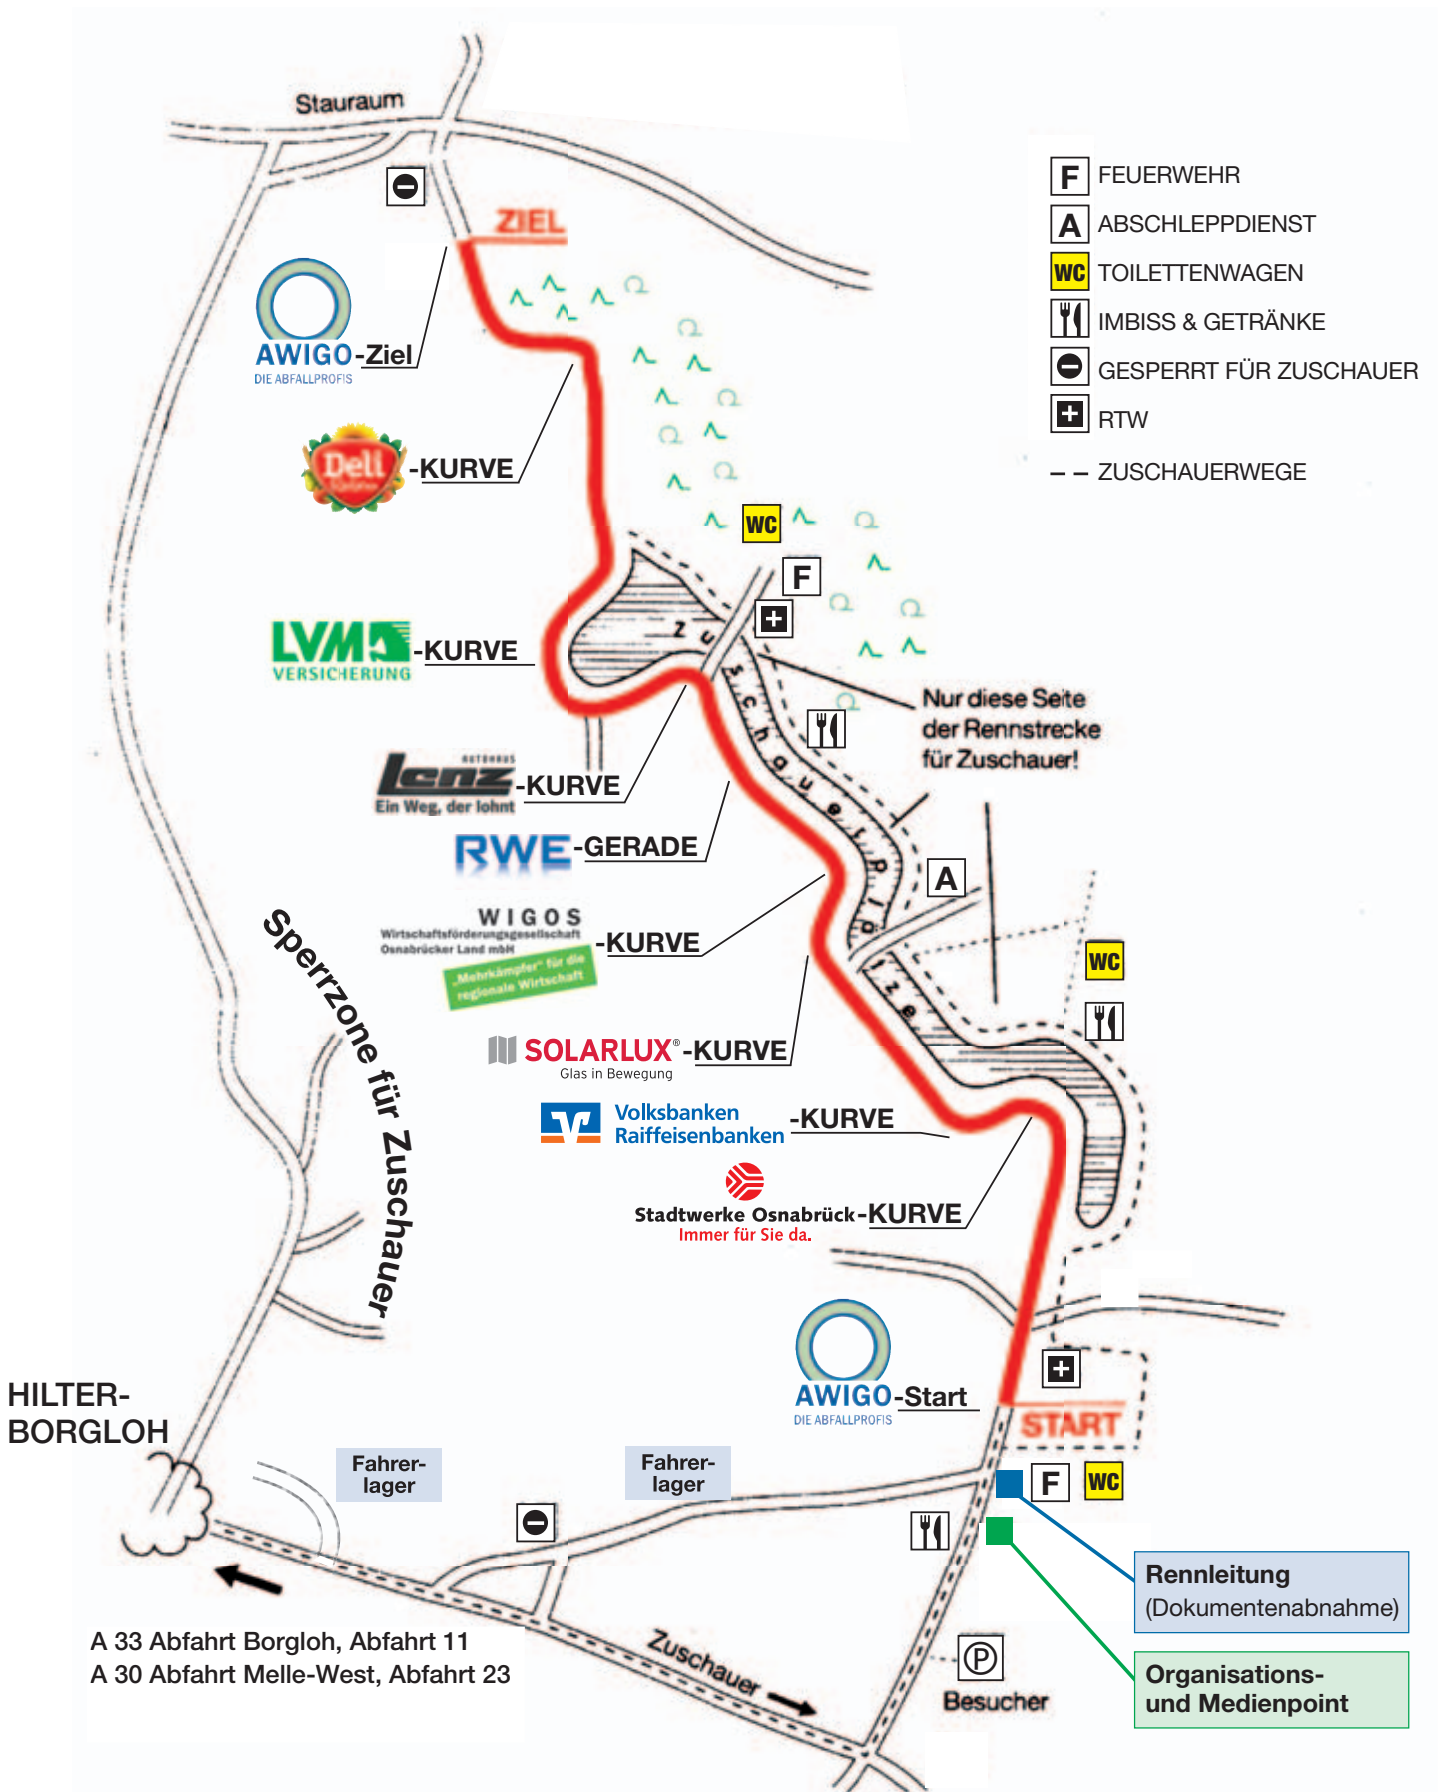 Stauraum
F FEUERWEHR
A ABSCHLEPPDIENST
WC TOILETTENWAGEN
IMBISS & GETRÄNKE
GESPERRT FÜR ZUSCHAUER
RTW
ZUSCHAUERWEGE
ZIEL
AWIGO-Ziel
DIE ABFALLPROFIS
Dell
-KURVE
WC
F
LVM-KURVE
VERSICHERUNG
Zuschauerplätze
Nur diese Seite
der Rennstrecke
für Zuschauer!
AUTOHAUS
Lenz-KURVE
Ein Weg, der lohnt
RWE-GERADE
A
WIGOS
Wirtschaftsförderungsgesellschaft
Osnabrücker Land mbH
-KURVE
„Mehrkämpfer“ für die
regionale Wirtschaft
WC
Sperrzone für Zuschauer
SOLARLUX®-KURVE
Glas in Bewegung
Volksbanken
Raiffeisenbanken
-KURVE
Stadtwerke Osnabrück-KURVE
Immer für Sie da.
AWIGO-Start
DIE ABFALLPROFIS
START
HILTER-
BORGLOH
Fahrer-
lager
Fahrer-
lager
F
WC
Rennleitung
(Dokumentenabnahme)
A 33 Abfahrt Borgloh, Abfahrt 11
A 30 Abfahrt Melle-West, Abfahrt 23
Zuschauer
P
Besucher
Organisations-
und Medienpoint